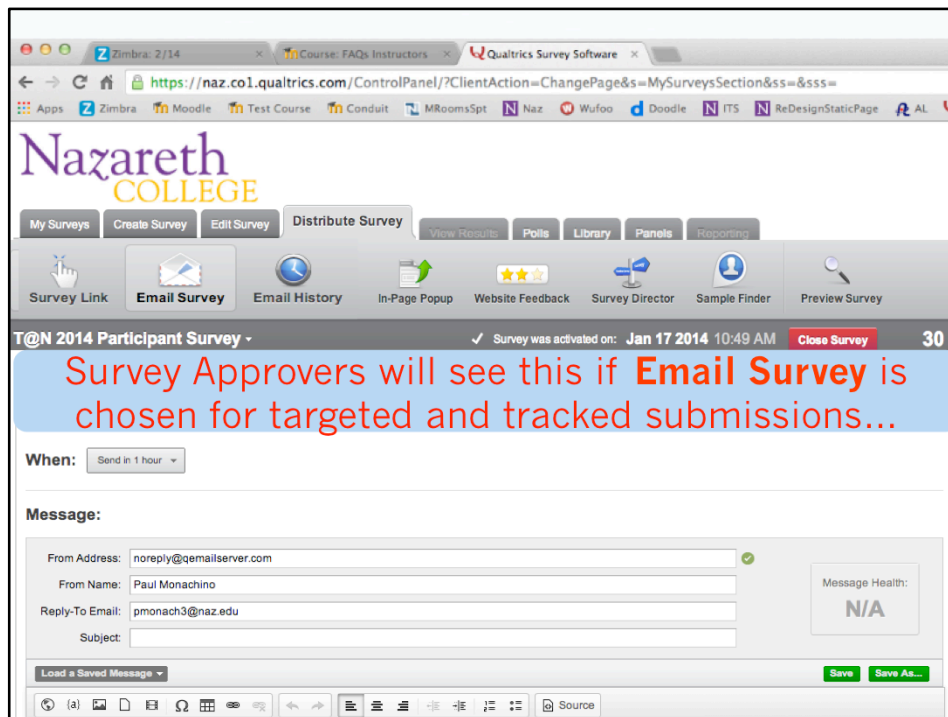 Zimbra: 2/14
Course: FAQs Instructors
Qualtrics Survey Software
https://naz.co1.qualtrics.com/ControlPanel/?ClientAction=ChangePage&s=MySurveysSection&ss=&sss=
Apps Zimbra Moodle Test Course Conduit MRoomsSpt Naz Wufoo Doodle ITS ReDesignStaticPage AL
Nazareth
COLLEGE
My Surveys Create Survey Edit Survey Distribute Survey View Results Polls Library Panels Reporting
Survey Link Email Survey Email History In-Page Popup Website Feedback Survey Director Sample Finder Preview Survey
T@N 2014 Participant Survey Survey was activated on: Jan 17 2014 10:49 AM Close Survey 30
Survey Approvers will see this if Email Survey is
chosen for targeted and tracked submissions...
When: Send in 1 hour
Message:
From Address: noreply@qemailserver.com
From Name: Paul Monachino
Message Health:
N/A
Reply-To Email: pmonach3@naz.edu
Subject:
Load a Saved Message Save Save As...
{a} Ω Source